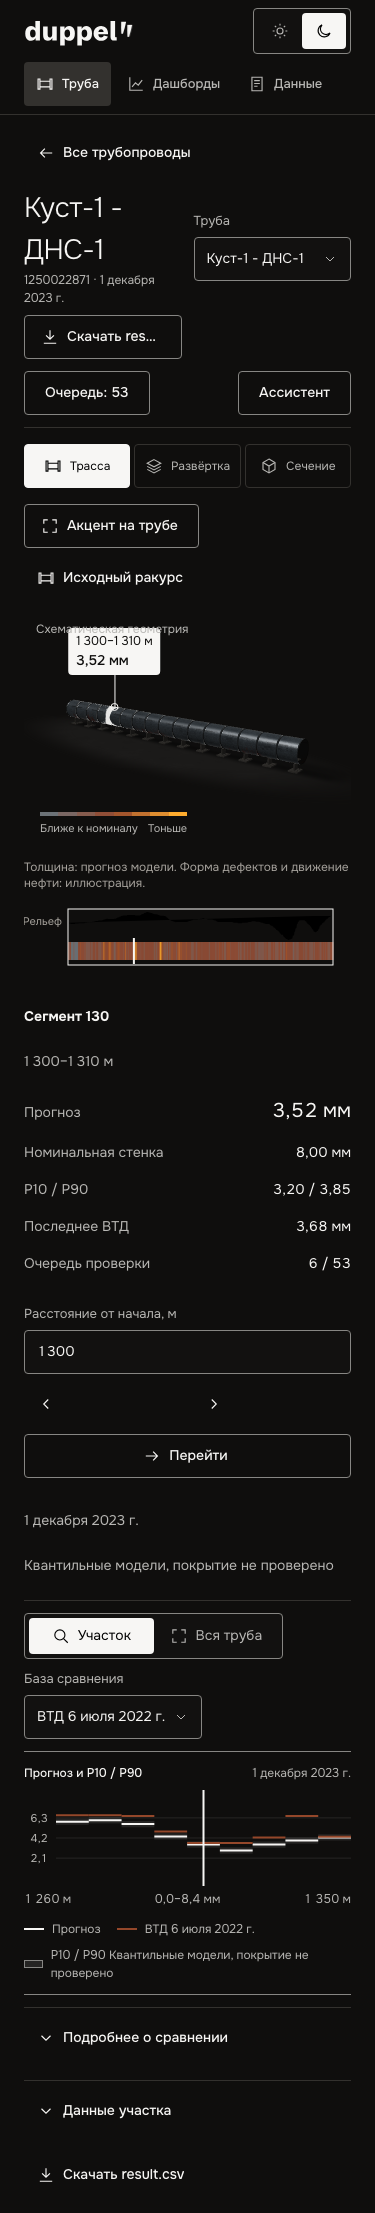 duppel
Труба
Дашборды
Данные
Все трубопроводы
Куст-1 -
ДНС-1
1250022871 · 1 декабря
2023 г.
Труба
Куст-1 - ДНС-1
Скачать res...
Очередь: 53
Ассистент
Трасса
Развёртка
Сечение
Акцент на трубе
Исходный ракурс
Схематическая геометрия
1 300–1 310 м
3,52 мм
Ближе к номиналу
Тоньше
Толщина: прогноз модели. Форма дефектов и движение
нефти: иллюстрация.
Рельеф
Сегмент 130
1 300–1 310 м
Прогноз 3,52 мм
Номинальная стенка 8,00 мм
P10 / P90 3,20 / 3,85
Последнее ВТД 3,68 мм
Очередь проверки 6 / 53
Расстояние от начала, м
1 300
Перейти
1 декабря 2023 г.
Квантильные модели, покрытие не проверено
Участок
Вся труба
База сравнения
ВТД 6 июля 2022 г.
Прогноз и P10 / P90
1 декабря 2023 г.
6,3
4,2
2,1
1 260 м
0,0–8,4 мм
1 350 м
Прогноз
ВТД 6 июля 2022 г.
P10 / P90 Квантильные модели, покрытие не
проверено
Подробнее о сравнении
Данные участка
Скачать result.csv